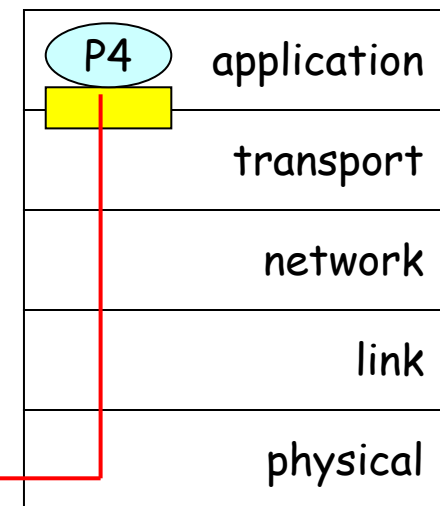 P4 application
transport
network
link
physical